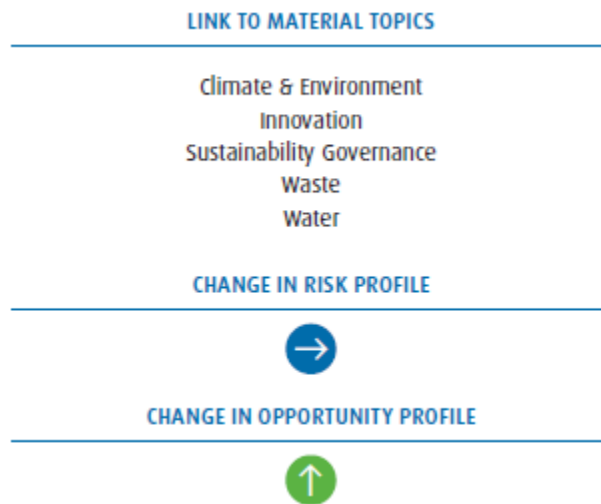 LINK TO MATERIAL TOPICS
Climate & Environment
Innovation
Sustainability Governance
Waste
Water
CHANGE IN RISK PROFILE
CHANGE IN OPPORTUNITY PROFILE